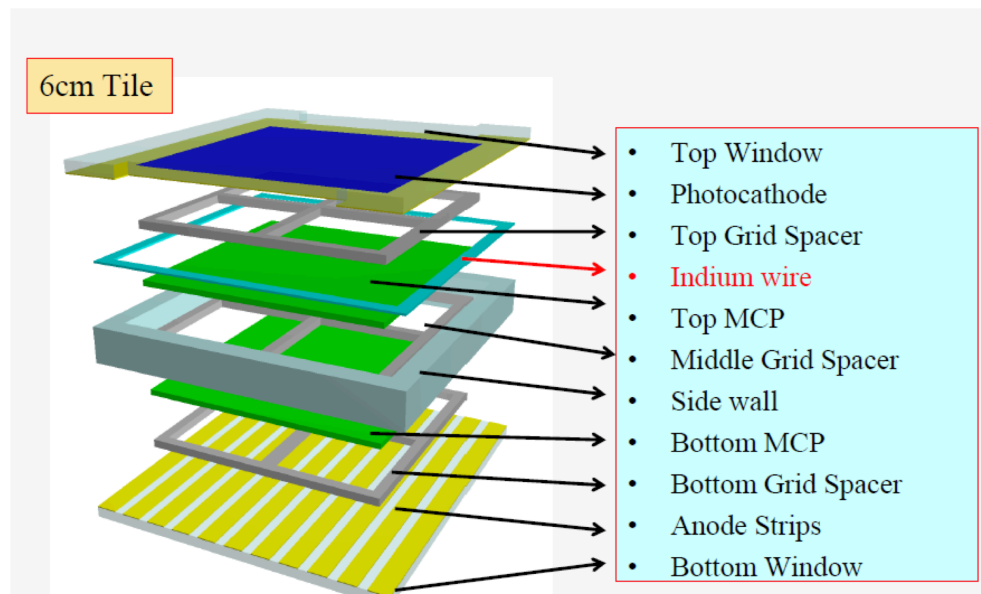 6cm Tile
• Top Window
• Photocathode
• Top Grid Spacer
• Indium wire
• Top MCP
• Middle Grid Spacer
• Side wall
• Bottom MCP
• Bottom Grid Spacer
• Anode Strips
• Bottom Window